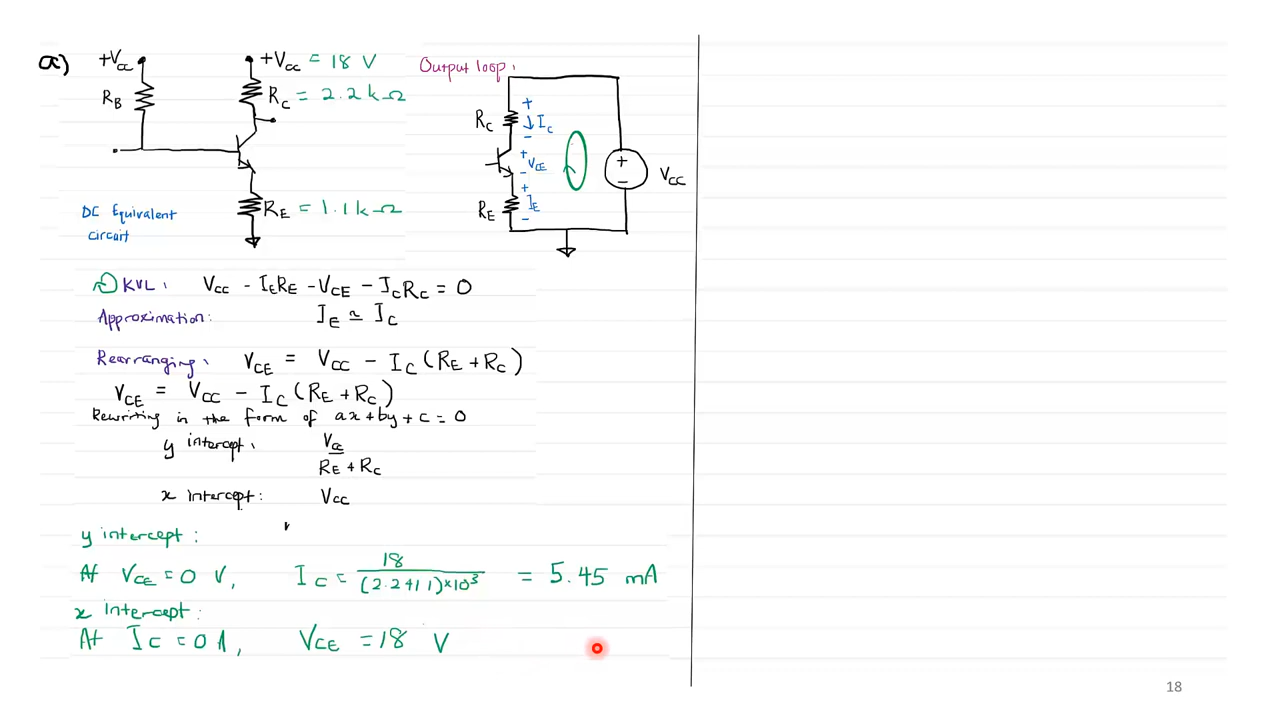 a)
+Vcc
+Vcc = 18 V
RB
RC = 2.2 kΩ
RE = 1.1 kΩ
DC Equivalent
circuit
Output loop:
RC
+
↓ IC
-
+
VCE
-
+
RE
IE
-
+
-
VCC
KVL: VCC - IERE - VCE - ICRC = 0
Approximation: IE ≃ IC
Rearranging: VCE = VCC - IC (RE + RC)
VCE = VCC - IC (RE + RC)
Rewriting in the form of ax + by + c = 0
y intercept: VCC / RE + RC
x intercept: VCC
y intercept:
At VCE = 0 V, IC = 18 / (2.2+1.1)×10³ = 5.45 mA
x intercept:
At IC = 0 A, VCE = 18 V
18